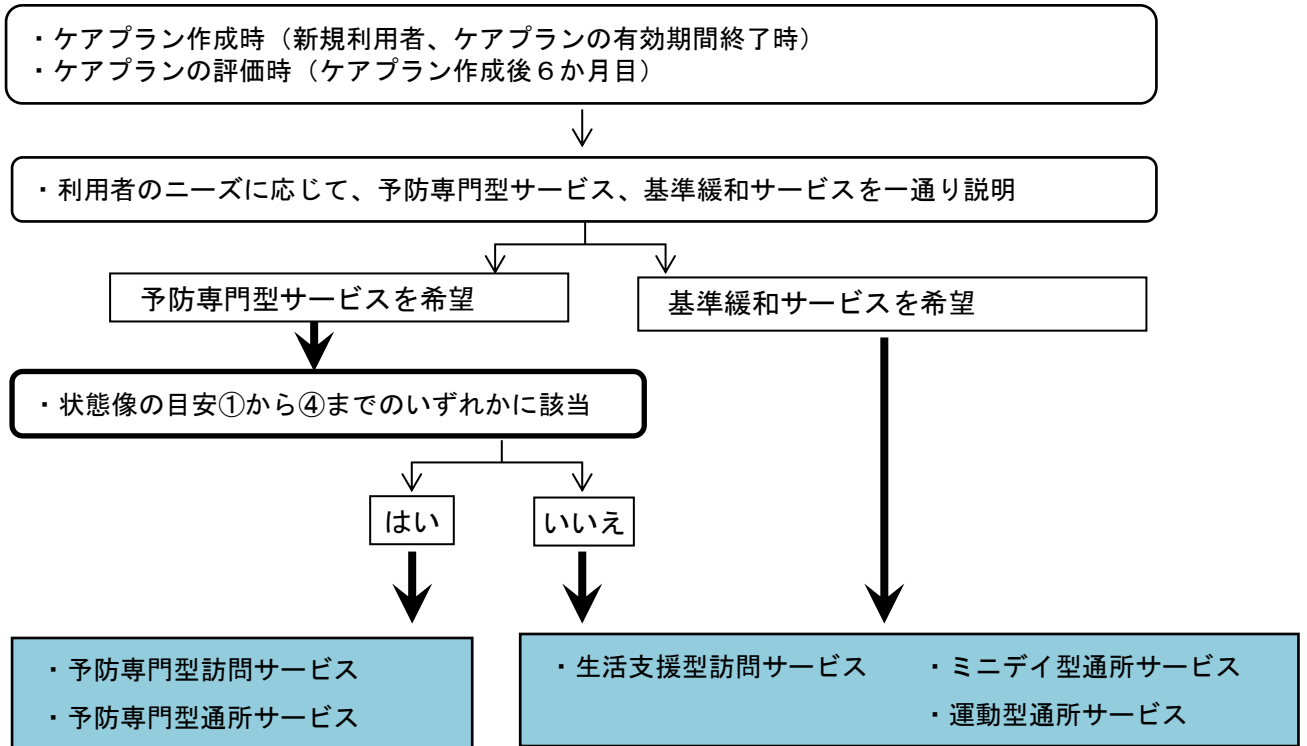 ・ケアプラン作成時（新規利用者、ケアプランの有効期間終了時）
・ケアプランの評価時（ケアプラン作成後６か月目）
・利用者のニーズに応じて、予防専門型サービス、基準緩和サービスを一通り説明
予防専門型サービスを希望
基準緩和サービスを希望
・状態像の目安①から④までのいずれかに該当
はい
いいえ
・予防専門型訪問サービス
・予防専門型通所サービス
・生活支援型訪問サービス
・ミニデイ型通所サービス
・運動型通所サービス